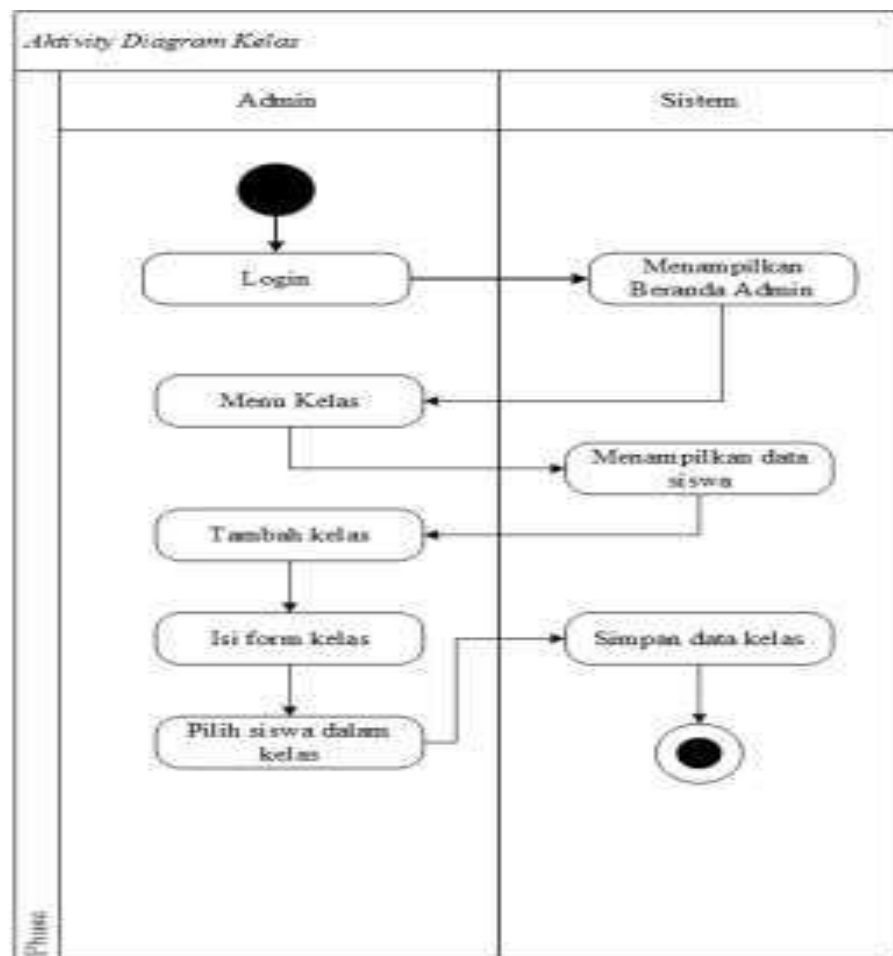 Aktivity Diagram Kelas
Admin
Sistem
Login
Menampilkan
Beranda Admin
Menu Kelas
Menampilkan data
siswa
Tambah kelas
Isi form kelas
Simpan data kelas
Pilih siswa dalam
kelas
Phase